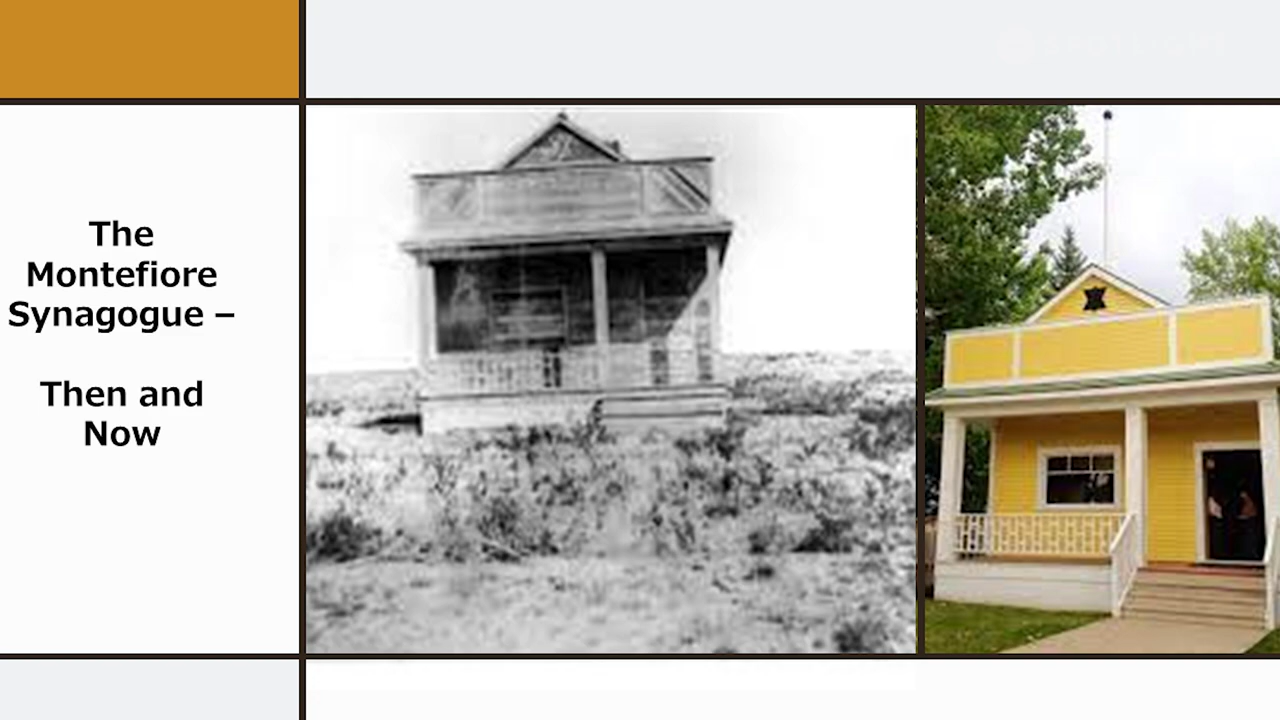 The
Montefiore
Synagogue –
Then and
Now